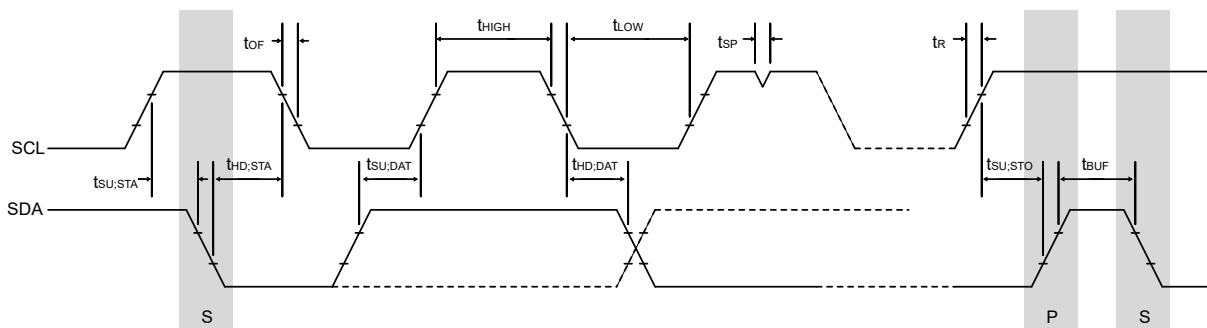 tHIGH
tLOW
tOF
tSP
tR
SCL
tSU;STA
tHD;STA
tSU;DAT
tHD;DAT
tSU;STO
tBUF
SDA
S
P
S